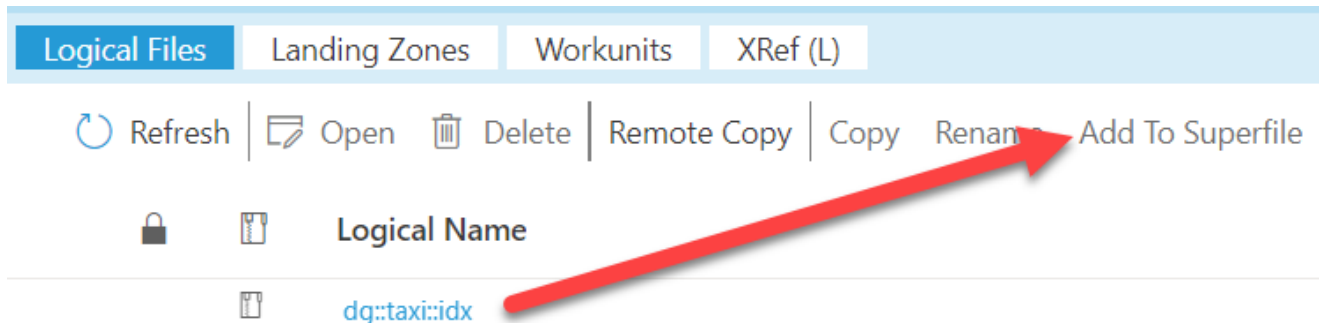 Logical Files Landing Zones Workunits XRef (L)
Refresh Open Delete Remote Copy Copy Rename Add To Superfile
Logical Name
dg::taxi::idx